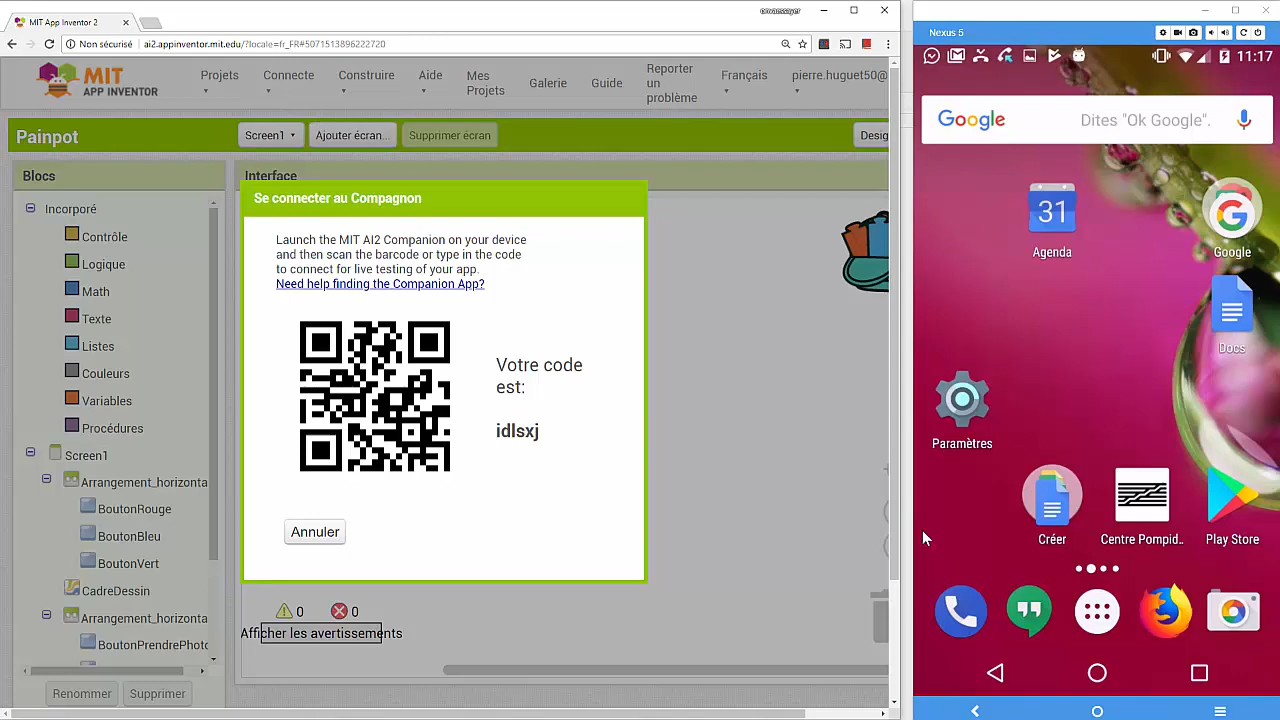 onvaessayer
MIT App Inventor 2
Non sécurisé
ai2.appinventor.mit.edu/?locale=fr_FR#5071513896222720
MIT
APP INVENTOR
Projets
Connecte
Construire
Aide
Mes
Projets
Galerie
Guide
Reporter
un
problème
Français
pierre.huguet50@
Painpot
Screen1
Ajouter écran...
Supprimer écran
Desig
Blocs
Incorporé
Contrôle
Logique
Math
Texte
Listes
Couleurs
Variables
Procédures
Screen1
Arrangement_horizonta
BoutonRouge
BoutonBleu
BoutonVert
CadreDessin
Arrangement_horizonta
BoutonPrendrePhoto
Renommer
Supprimer
Interface
Se connecter au Compagnon
Launch the MIT AI2 Companion on your device
and then scan the barcode or type in the code
to connect for live testing of your app.
Need help finding the Companion App?
Votre code
est:
idlsxj
Annuler
0
0
Afficher les avertissements
Nexus 5
11:17
Google
Dites "Ok Google".
31
Agenda
Google
Docs
Paramètres
Créer
Centre Pompid..
Play Store